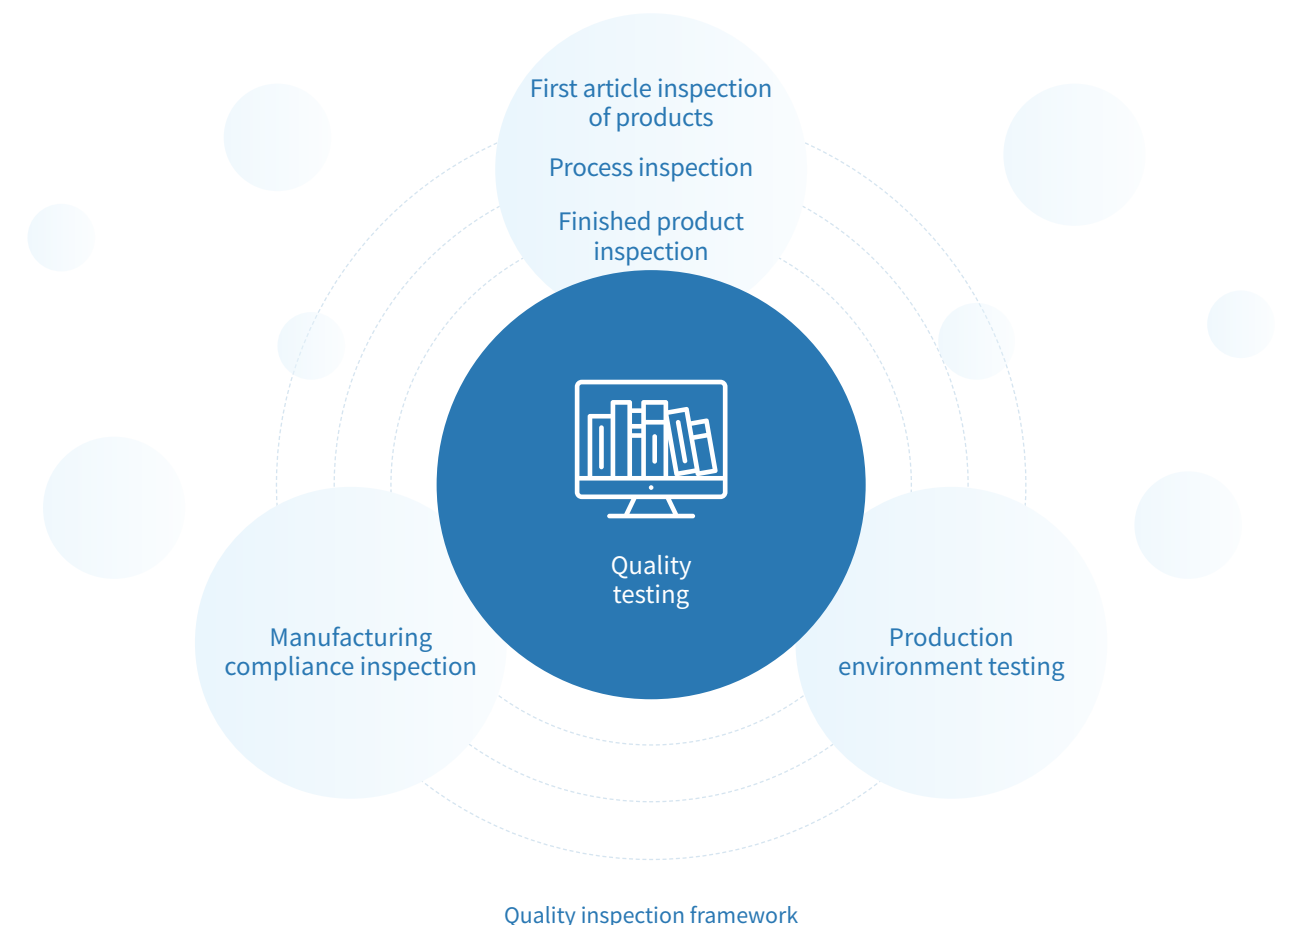 First article inspection
of products
Process inspection
Finished product
inspection
Quality
testing
Manufacturing
compliance inspection
Production
environment testing
Quality inspection framework